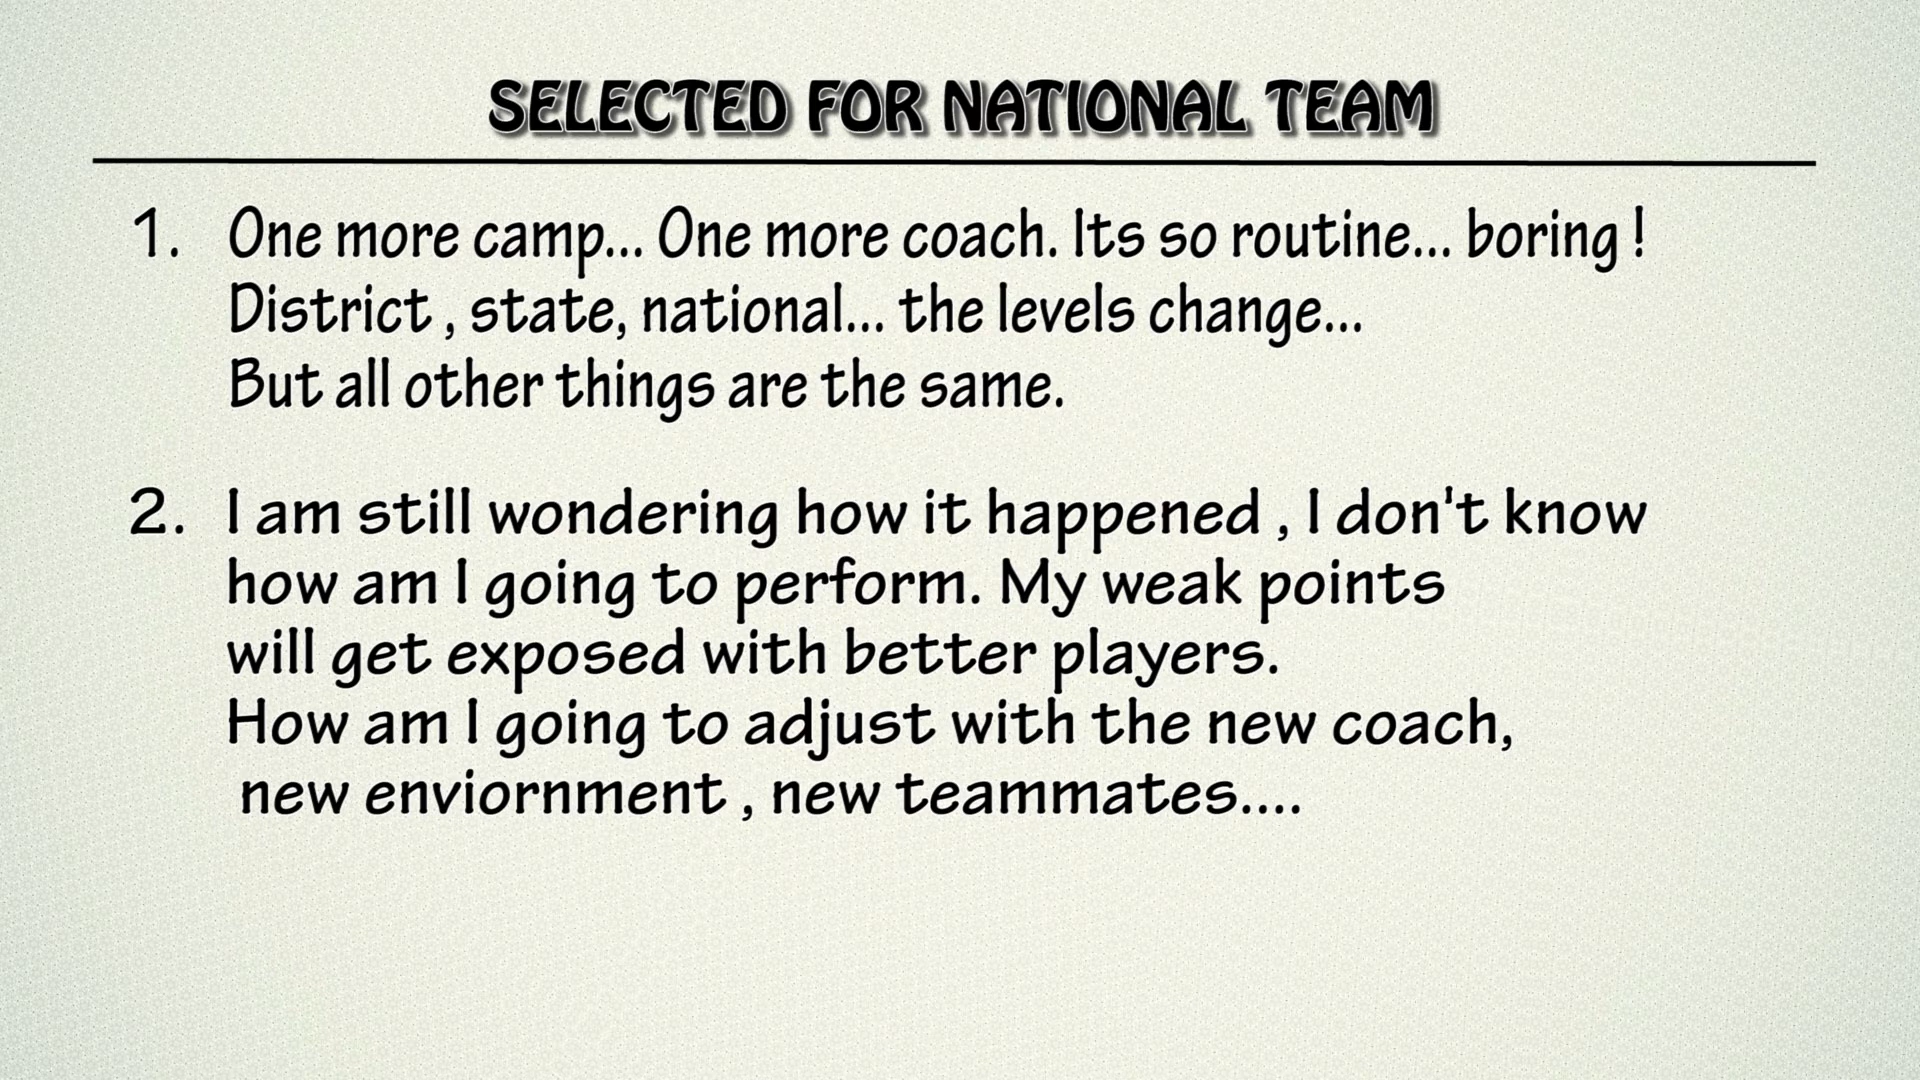 SELECTED FOR NATIONAL TEAM
1. One more camp... One more coach. Its so routine... boring !
District , state, national... the levels change...
But all other things are the same.
2. I am still wondering how it happened , I don't know
how am I going to perform. My weak points
will get exposed with better players.
How am I going to adjust with the new coach,
new enviornment , new teammates....